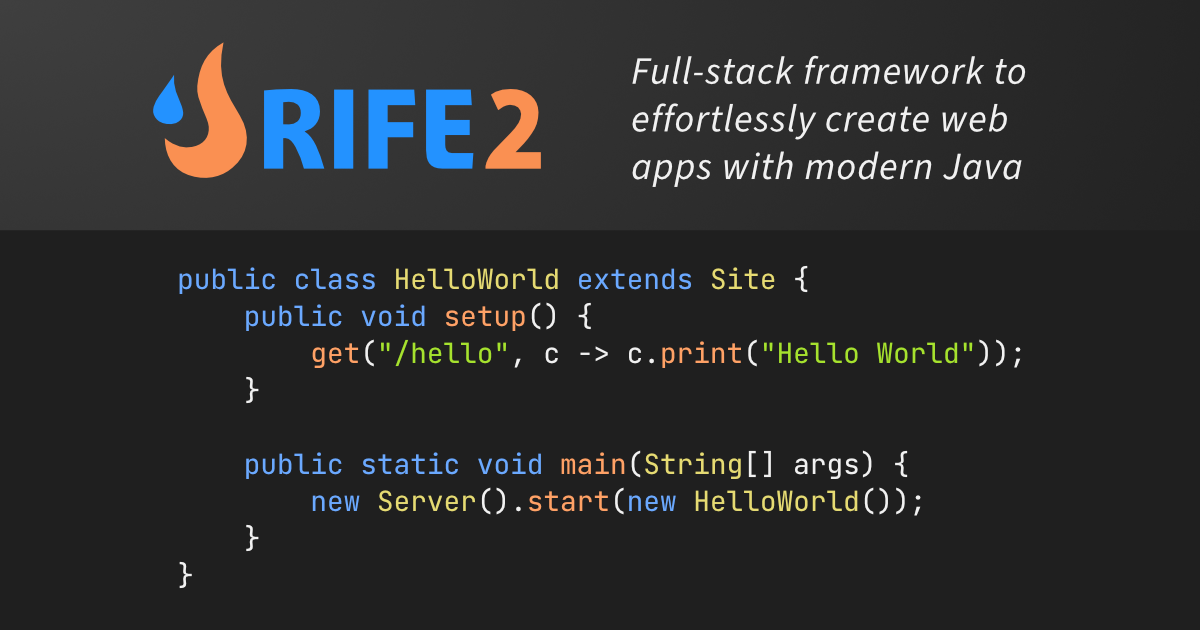 RIFE2
Full-stack framework to
effortlessly create web
apps with modern Java
public class HelloWorld extends Site {
    public void setup() {
        get("/hello", c -> c.print("Hello World"));
    }

    public static void main(String[] args) {
        new Server().start(new HelloWorld());
    }
}